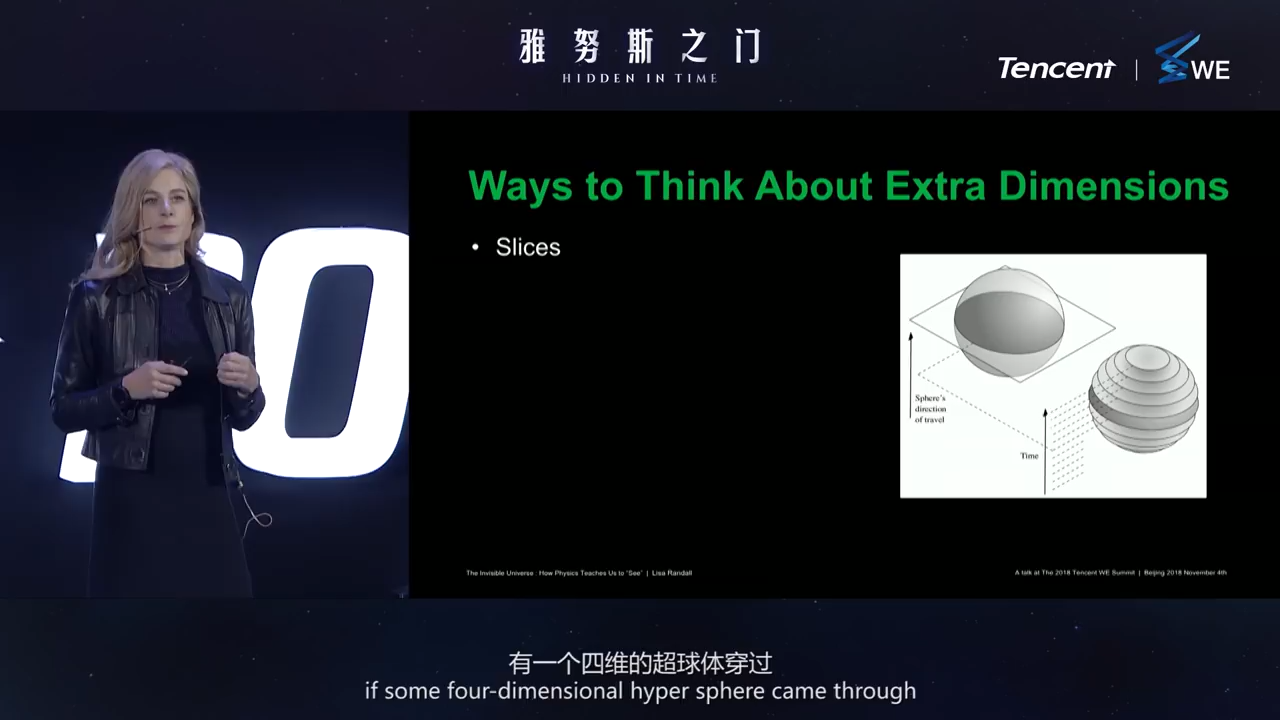 雅努斯之门
HIDDEN IN TIME
Tencent | WE
Ways to Think About Extra Dimensions
• Slices
Sphere's
direction
of travel
Time
The Invisible Universe : How Physics Teaches Us to "See" | Lisa Randall
A talk at The 2018 Tencent WE Summit | Beijing 2018 November 4th
有一个四维的超球体穿过
if some four-dimensional hyper sphere came through